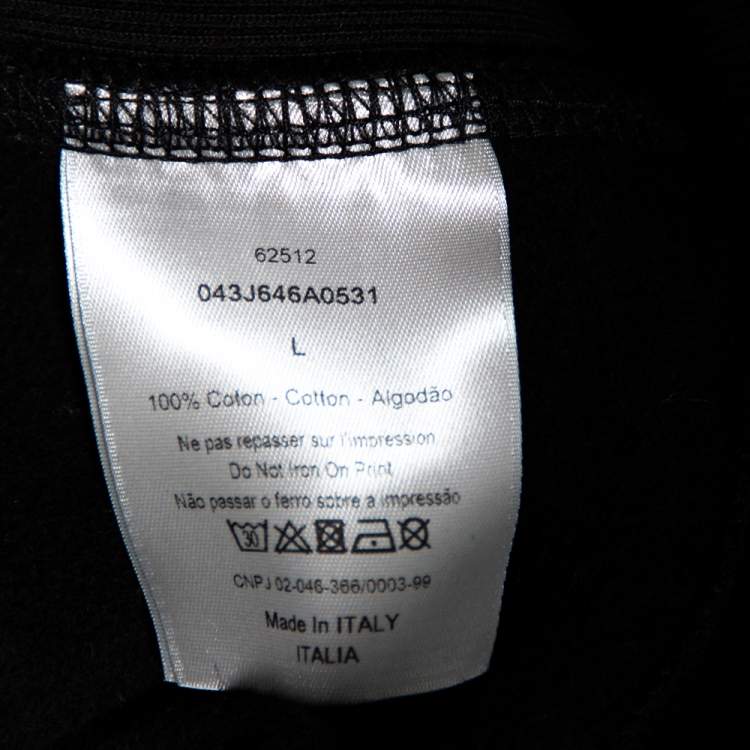 62512
043J646A0531
L
100% Coton - Cotton - Algodão
Ne pas repasser sur l'impression
Do Not Iron On Print
Não passar o ferro sobre a impressão
30
CNPJ 02-046-366/0003-99
Made In ITALY
ITALIA